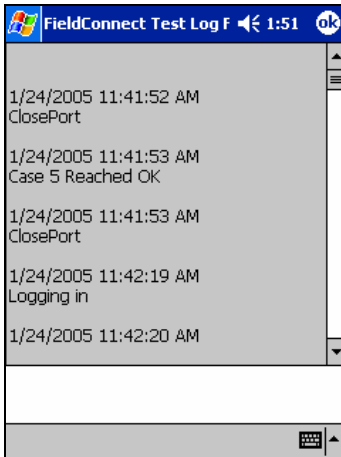 FieldConnect Test Log F 1:51 ok
1/24/2005 11:41:52 AM
ClosePort
1/24/2005 11:41:53 AM
Case 5 Reached OK
1/24/2005 11:41:53 AM
ClosePort
1/24/2005 11:42:19 AM
Logging in
1/24/2005 11:42:20 AM